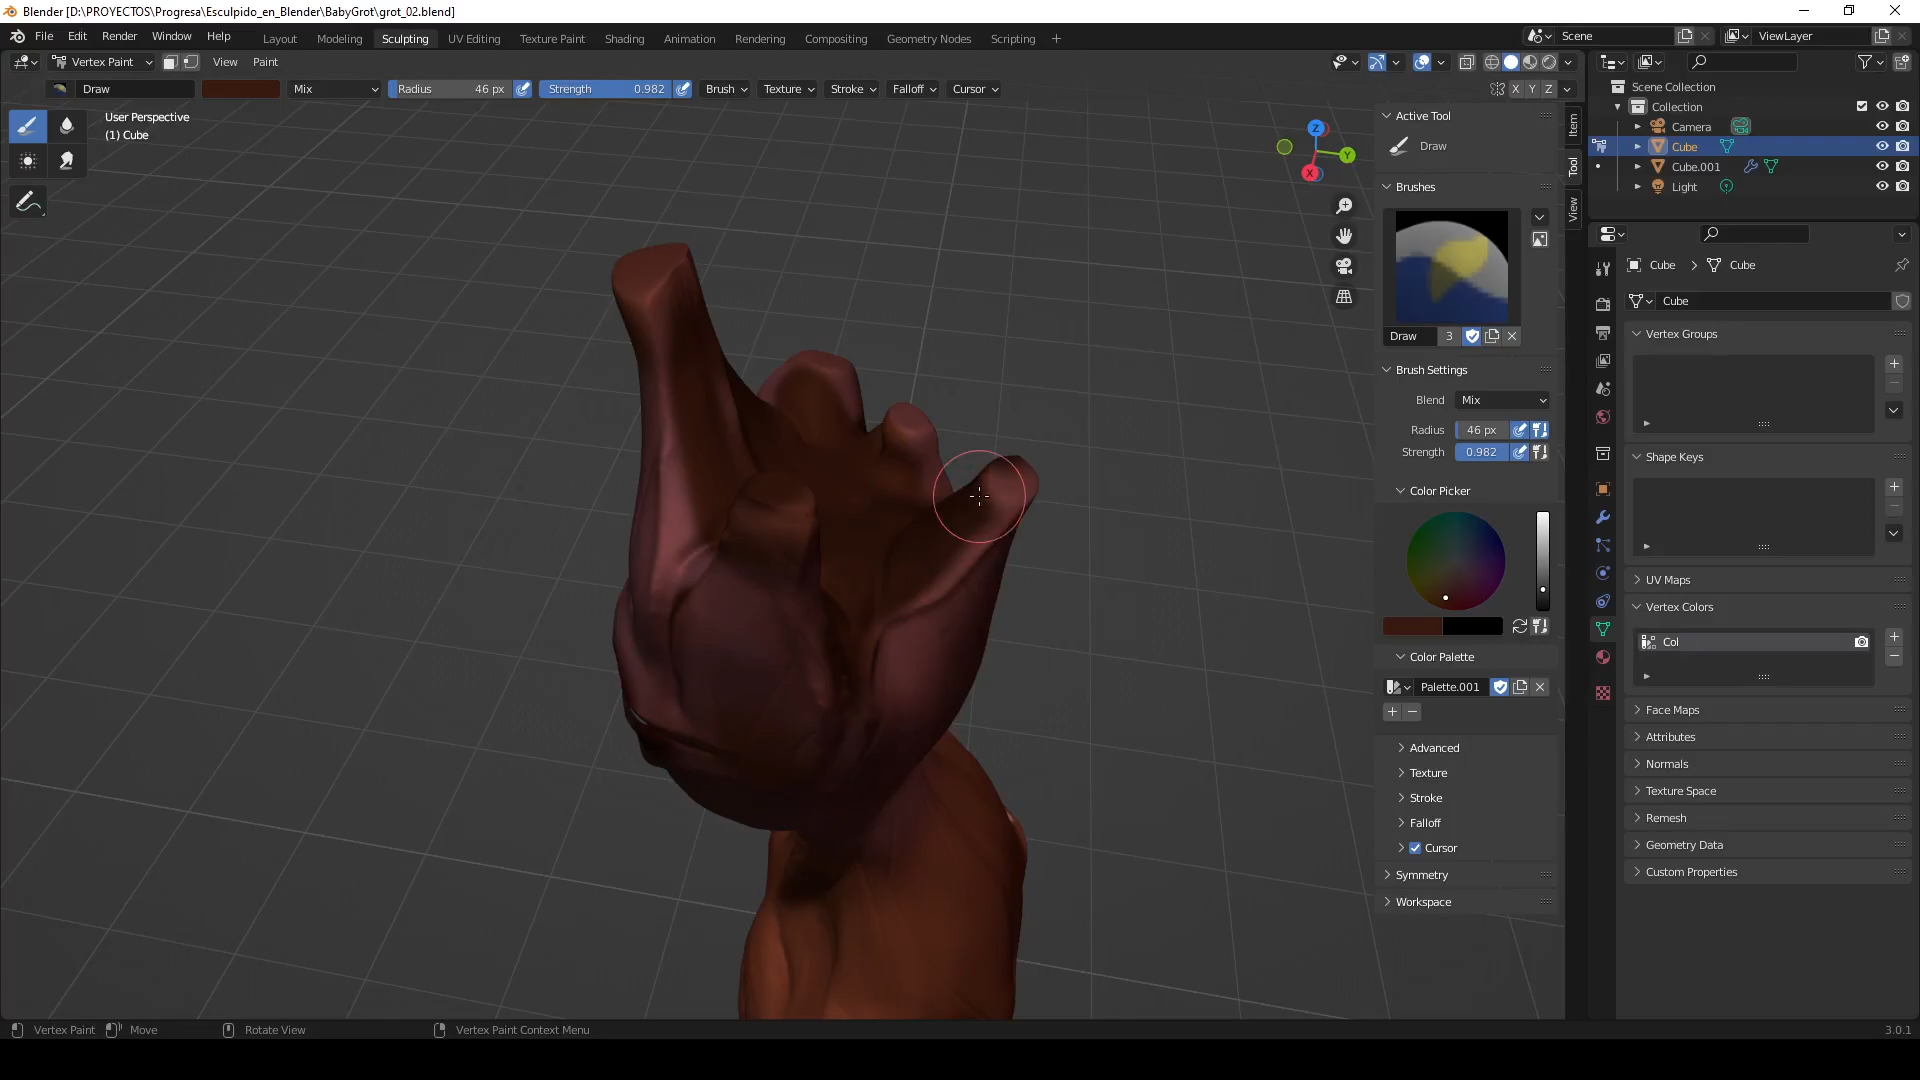 Blender [D:\PROYECTOS\Progresa\Esculpido_en_Blender\BabyGrot\grot_02.blend]
File Edit Render Window Help Layout Modeling Sculpting UV Editing Texture Paint Shading Animation Rendering Compositing Geometry Nodes Scripting + Scene ViewLayer
Vertex Paint View Paint
Draw Mix Radius 46 px Strength 0.982 Brush Texture Stroke Falloff Cursor X Y Z
User Perspective
(1) Cube
Z
Y
X
Item
Tool
View
Active Tool
Draw
Brushes
Draw 3
Brush Settings
Blend Mix
Radius 46 px
Strength 0.982
Color Picker
Color Palette
Palette.001
Advanced
Texture
Stroke
Falloff
Cursor
Symmetry
Workspace
Scene Collection
Collection
Camera
Cube
Cube.001
Light
Cube > Cube
Cube
Vertex Groups
Shape Keys
UV Maps
Vertex Colors
Col
Face Maps
Attributes
Normals
Texture Space
Remesh
Geometry Data
Custom Properties
Vertex Paint Move Rotate View Vertex Paint Context Menu 3.0.1